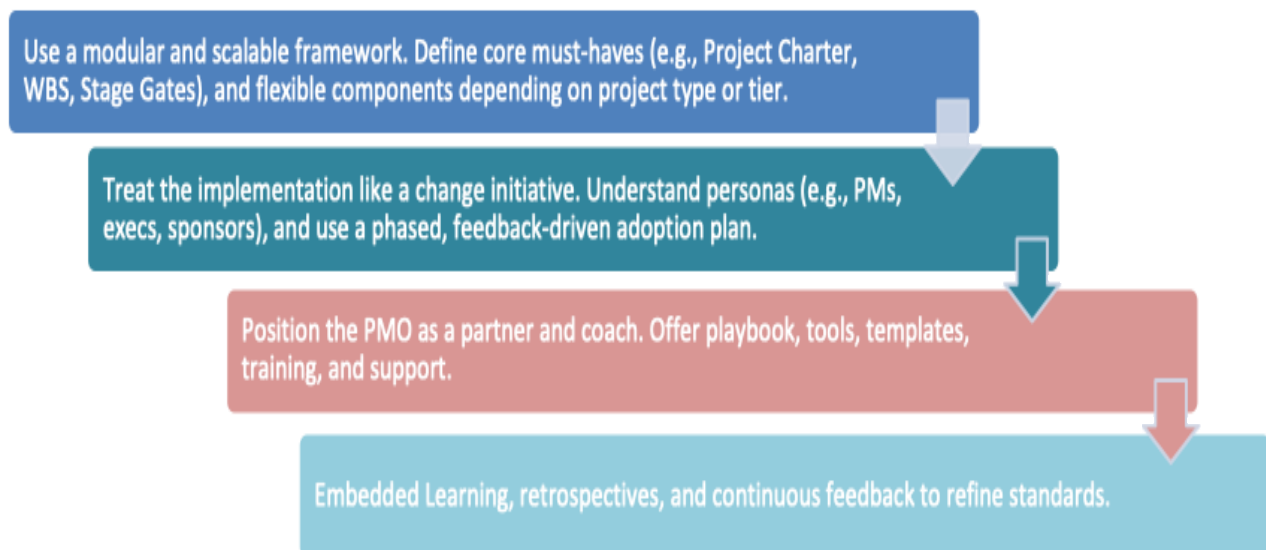 Use a modular and scalable framework. Define core must-haves (e.g., Project Charter,
WBS, Stage Gates), and flexible components depending on project type or tier.
Treat the implementation like a change initiative. Understand personas (e.g., PMs,
execs, sponsors), and use a phased, feedback-driven adoption plan.
Position the PMO as a partner and coach. Offer playbook, tools, templates,
training, and support.
Embedded Learning, retrospectives, and continuous feedback to refine standards.